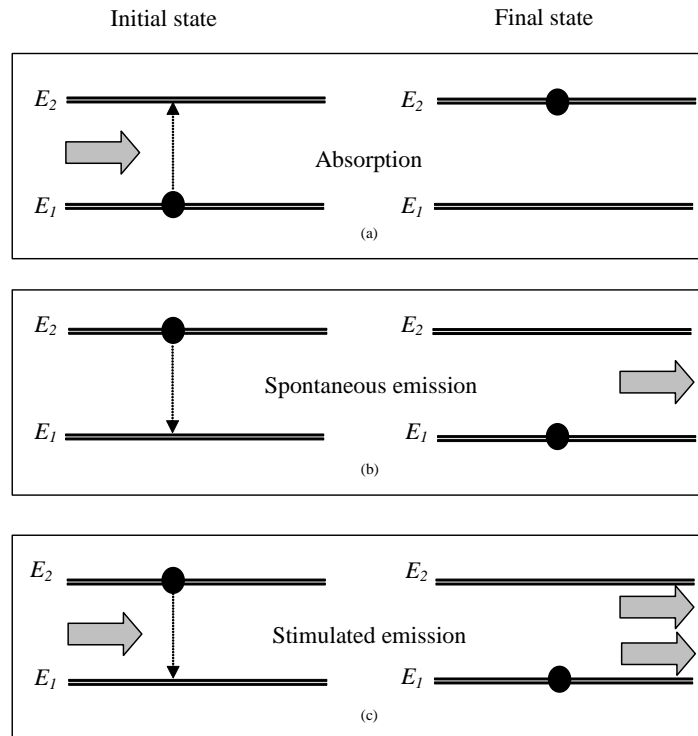 Initial state Final state
E2 E2
Absorption
E1 E1
(a)
E2 E2
Spontaneous emission
E1 E1
(b)
E2 E2
Stimulated emission
E1 E1
(c)